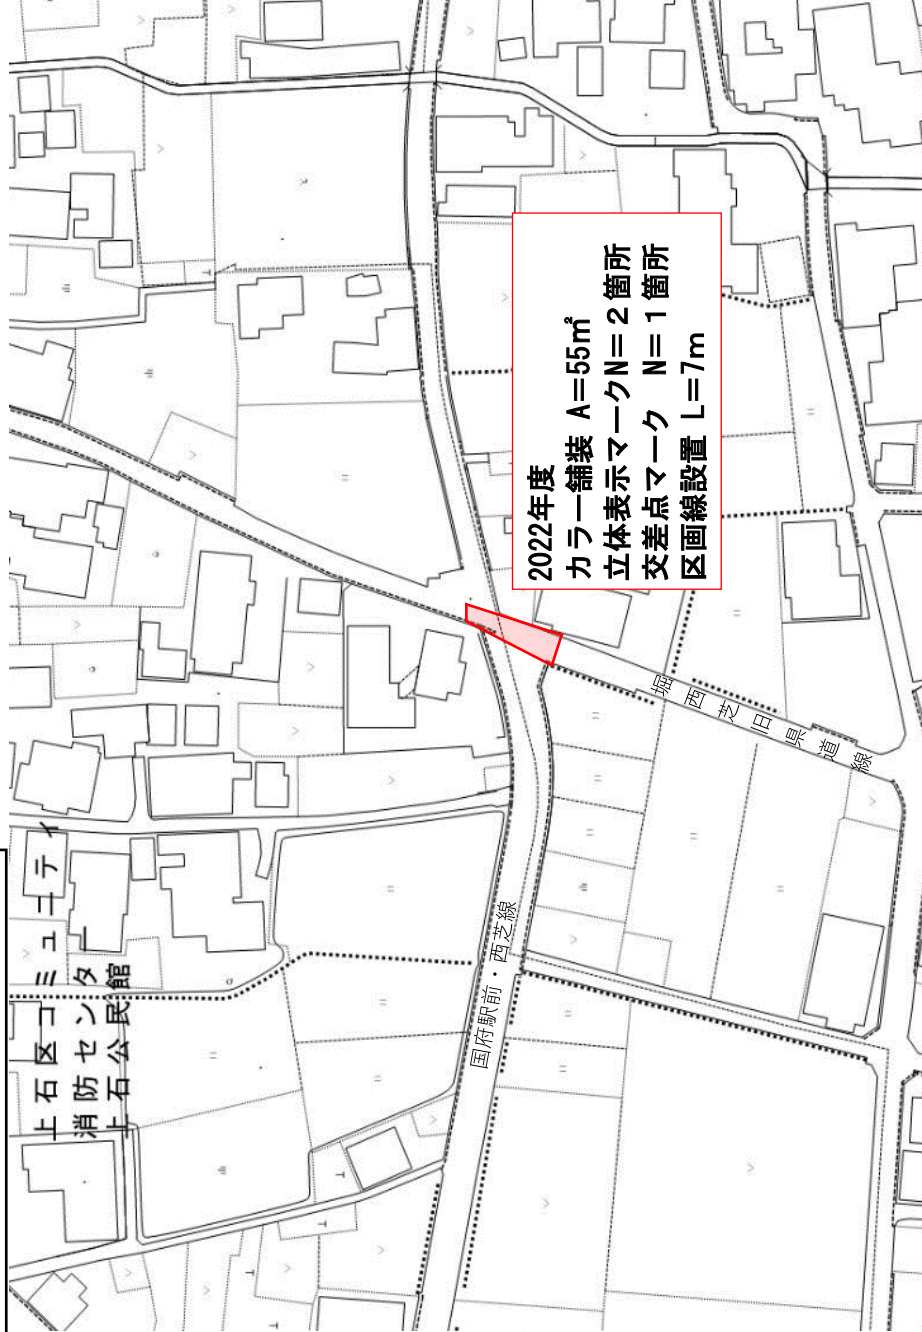 上石区コミュニティ
消防センター
上石公民館
2022年度
カラー舗装 A=55㎡
立体表示マークN=2箇所
交差点マーク N=1箇所
区画線設置 L=7m
国府駅前・西芝線
堀西芝旧県道線